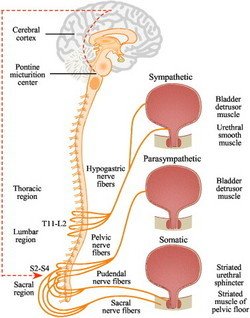 Cerebral
cortex
Pontine
micturition
center
Sympathetic
Bladder
detrusor
muscle
Urethral
smooth
muscle
Hypogastric
nerve
fibers
Parasympathetic
Bladder
detrusor
muscle
Thoracic
region
T11-L2
Lumbar
region
Pelvic
nerve
fibers
Somatic
S2-S4
Sacral
region
Pudendal
nerve fibers
Sacral
nerve fibers
Striated
urethral
sphincter
Striated
muscle of
pelvic floor